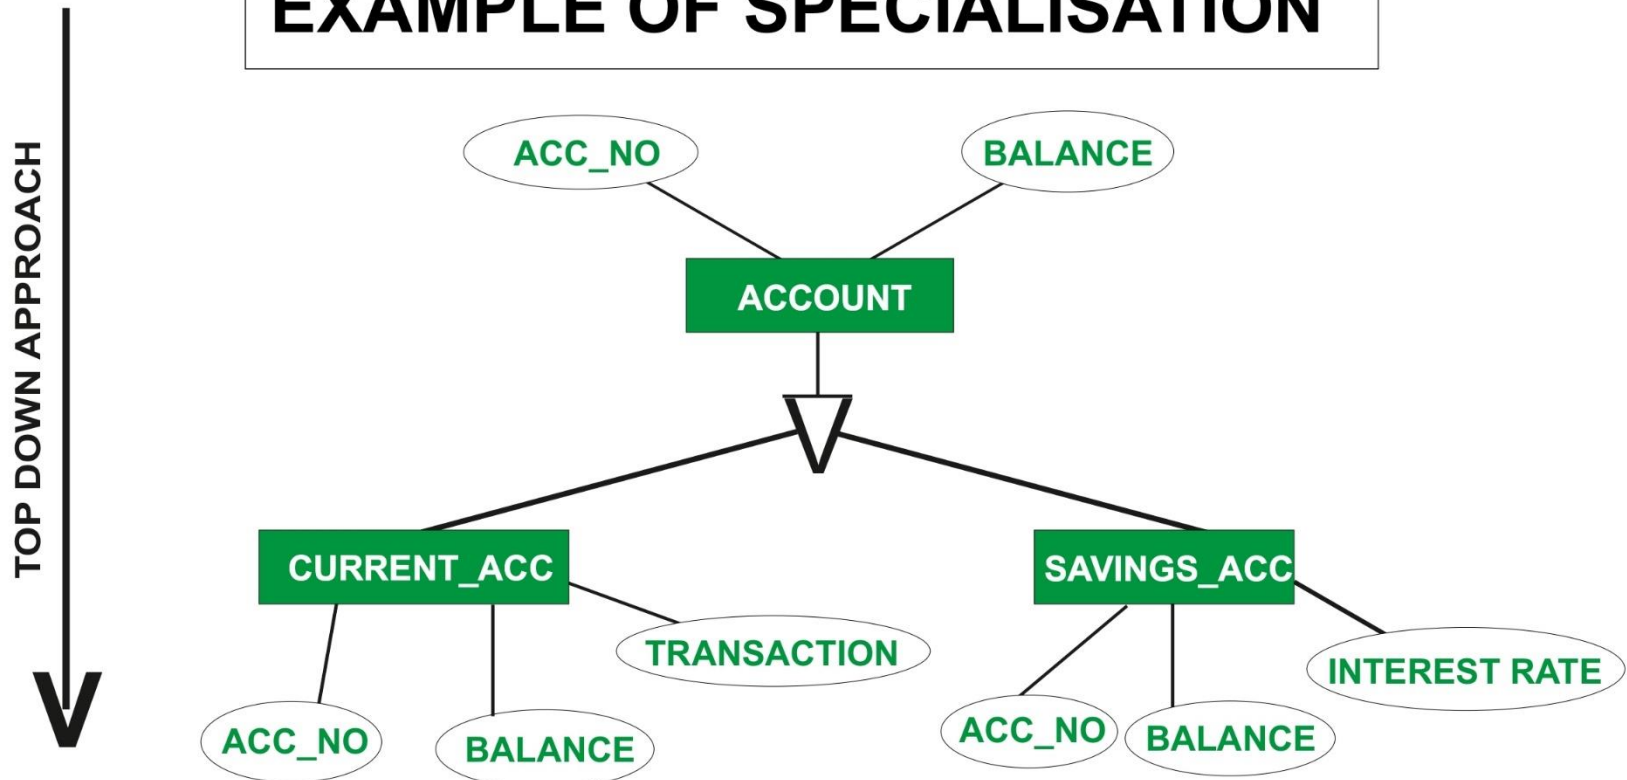 EXAMPLE OF SPECIALISATION
TOP DOWN APPROACH
ACC_NO
BALANCE
ACCOUNT
CURRENT_ACC
SAVINGS_ACC
TRANSACTION
INTEREST RATE
ACC_NO
BALANCE
ACC_NO
BALANCE